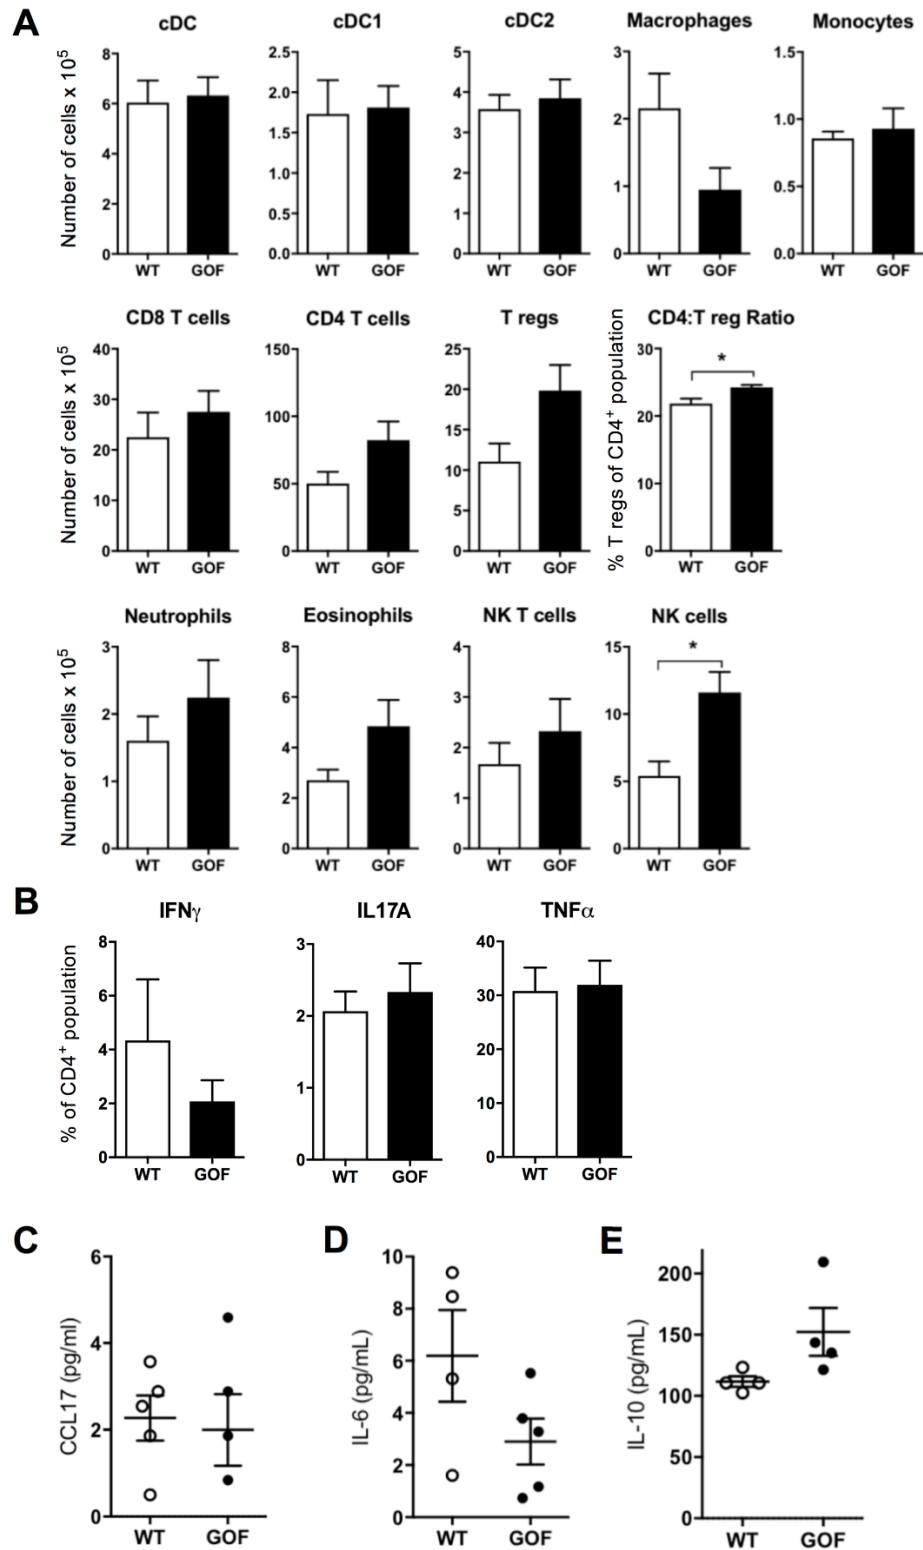 A
cDC
cDC1
cDC2
Macrophages
Monocytes
Number of cells x 10⁵
8
6
4
2
0
WT GOF
2.5
2.0
1.5
1.0
0.5
0.0
WT GOF
5
4
3
2
1
0
WT GOF
3
2
1
0
WT GOF
1.5
1.0
0.5
0.0
WT GOF
CD8 T cells
CD4 T cells
T regs
CD4:T reg Ratio
Number of cells x 10⁵
40
30
20
10
0
WT GOF
150
100
50
0
WT GOF
25
20
15
10
5
0
WT GOF
% T regs of CD4⁺ population
30
20
10
0
*
WT GOF
Neutrophils
Eosinophils
NK T cells
NK cells
Number of cells x 10⁵
3
2
1
0
WT GOF
8
6
4
2
0
WT GOF
4
3
2
1
0
WT GOF
15
10
5
0
*
WT GOF
B
IFNγ
IL17A
TNFα
% of CD4⁺ population
8
6
4
2
0
WT GOF
3
2
1
0
WT GOF
40
30
20
10
0
WT GOF
C
CCL17 (pg/ml)
6
4
2
0
WT GOF
D
IL-6 (pg/mL)
10
8
6
4
2
0
WT GOF
E
IL-10 (pg/mL)
200
150
100
50
0
WT GOF